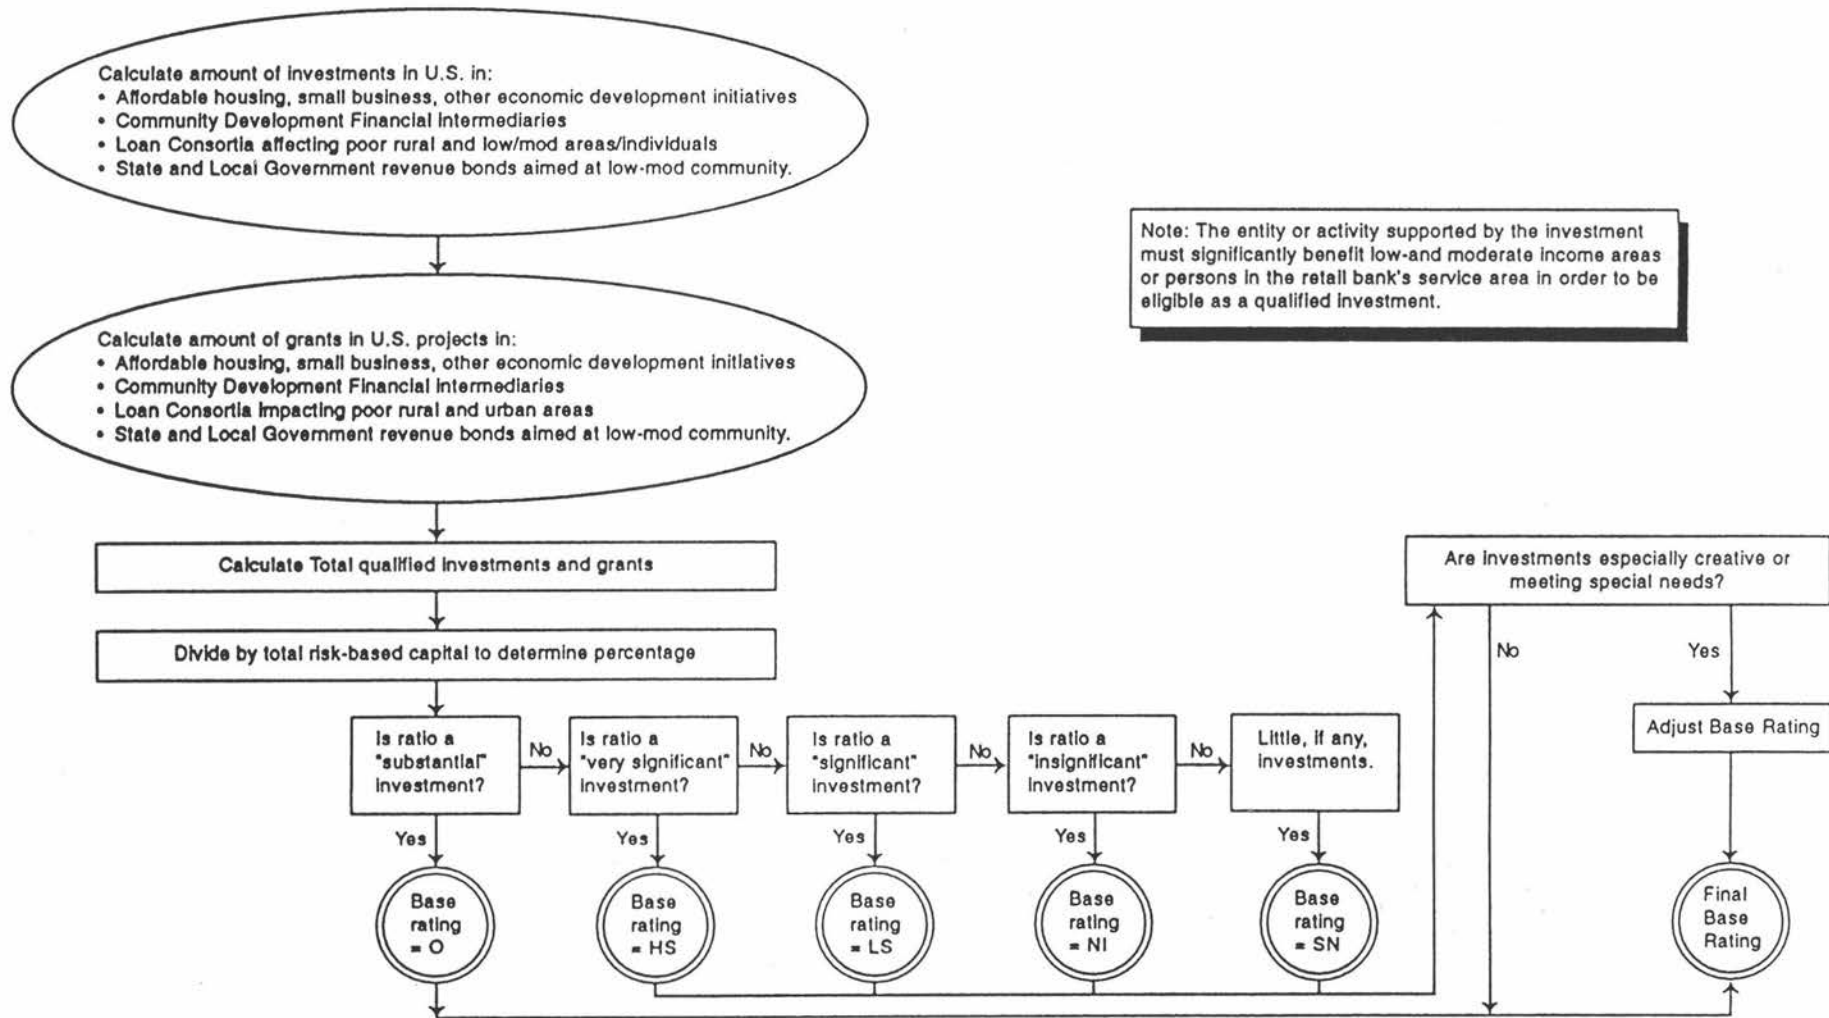 Calculate amount of investments in U.S. in:
• Affordable housing, small business, other economic development initiatives
• Community Development Financial Intermediaries
• Loan Consortia affecting poor rural and low/mod areas/individuals
• State and Local Government revenue bonds aimed at low-mod community.
Note: The entity or activity supported by the investment
must significantly benefit low-and moderate income areas
or persons in the retail bank's service area in order to be
eligible as a qualified investment.
Calculate amount of grants in U.S. projects in:
• Affordable housing, small business, other economic development initiatives
• Community Development Financial Intermediaries
• Loan Consortia impacting poor rural and urban areas
• State and Local Government revenue bonds aimed at low-mod community.
Calculate Total qualified investments and grants
Divide by total risk-based capital to determine percentage
Is ratio a
"substantial"
investment?
No
Is ratio a
"very significant"
investment?
No
Is ratio a
"significant"
investment?
No
Is ratio a
"insignificant"
investment?
No
Little, if any,
investments.
Yes
Yes
Yes
Yes
Yes
Base
rating
= O
Base
rating
= HS
Base
rating
= LS
Base
rating
= NI
Base
rating
= SN
Are investments especially creative or
meeting special needs?
No
Yes
Adjust Base Rating
Final
Base
Rating